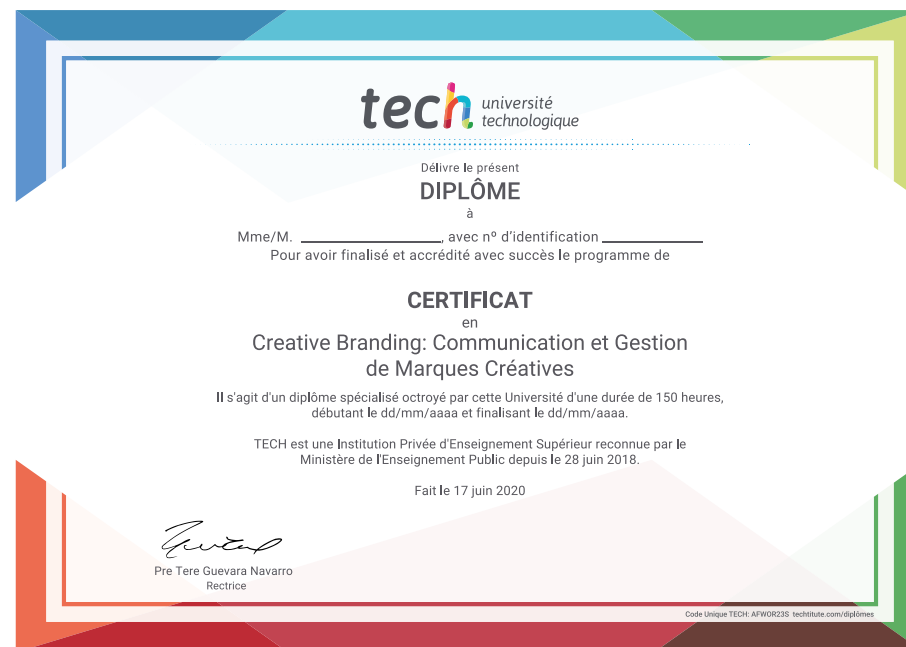 tech université
technologique
Délivre le présent
DIPLÔME
à
Mme/M. ____________________, avec nº d'identification ______________
Pour avoir finalisé et accrédité avec succès le programme de
CERTIFICAT
en
Creative Branding: Communication et Gestion
de Marques Créatives
Il s'agit d'un diplôme spécialisé octroyé par cette Université d'une durée de 150 heures,
débutant le dd/mm/aaaa et finalisant le dd/mm/aaaa.
TECH est une Institution Privée d'Enseignement Supérieur reconnue par le
Ministère de l'Enseignement Public depuis le 28 juin 2018.
Fait le 17 juin 2020
Pre Tere Guevara Navarro
Rectrice
Code Unique TECH: AFWOR23S techtitute.com/diplômes